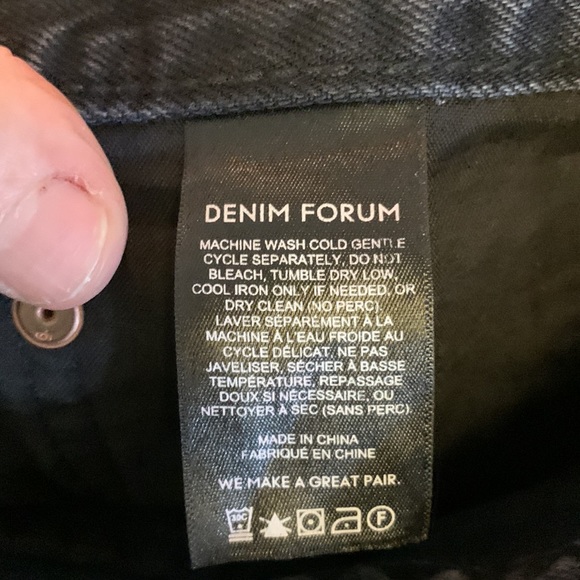 DENIM FORUM
MACHINE WASH COLD GENTLE
CYCLE SEPARATELY, DO NOT
BLEACH, TUMBLE DRY LOW,
COOL IRON ONLY IF NEEDED, OR
DRY CLEAN (NO PERC)
LAVER SÉPARÉMENT À LA
MACHINE À L'EAU FROIDE AU
CYCLE DÉLICAT, NE PAS
JAVELISER, SÉCHER À BASSE
TEMPÉRATURE, REPASSAGE
DOUX SI NÉCESSAIRE, OU
NETTOYER À SEC (SANS PERC)
MADE IN CHINA
FABRIQUÉ EN CHINE
WE MAKE A GREAT PAIR.
30C F